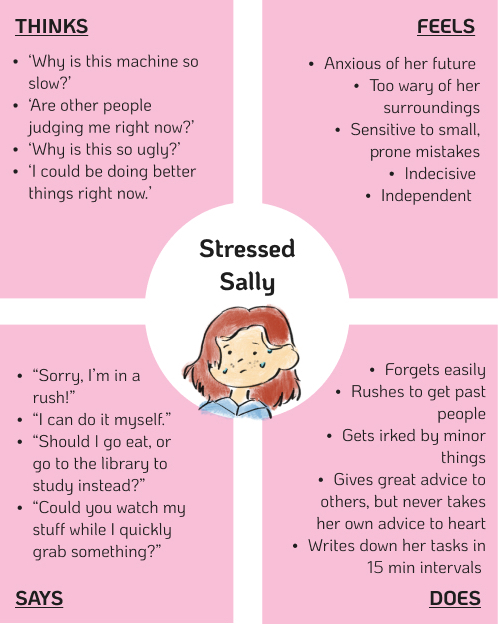 THINKS
• ‘Why is this machine so
slow?’
• ‘Are other people
judging me right now?’
• ‘Why is this so ugly?’
• ‘I could be doing better
things right now.’
FEELS
• Anxious of her future
• Too wary of her
surroundings
• Sensitive to small,
prone mistakes
• Indecisive
• Independent
Stressed
Sally
• “Sorry, I’m in a
rush!”
• “I can do it myself.”
• “Should I go eat, or
go to the library to
study instead?”
• “Could you watch my
stuff while I quickly
grab something?”
SAYS
• Forgets easily
• Rushes to get past
people
• Gets irked by minor
things
• Gives great advice to
others, but never takes
her own advice to heart
• Writes down her tasks in
15 min intervals
DOES